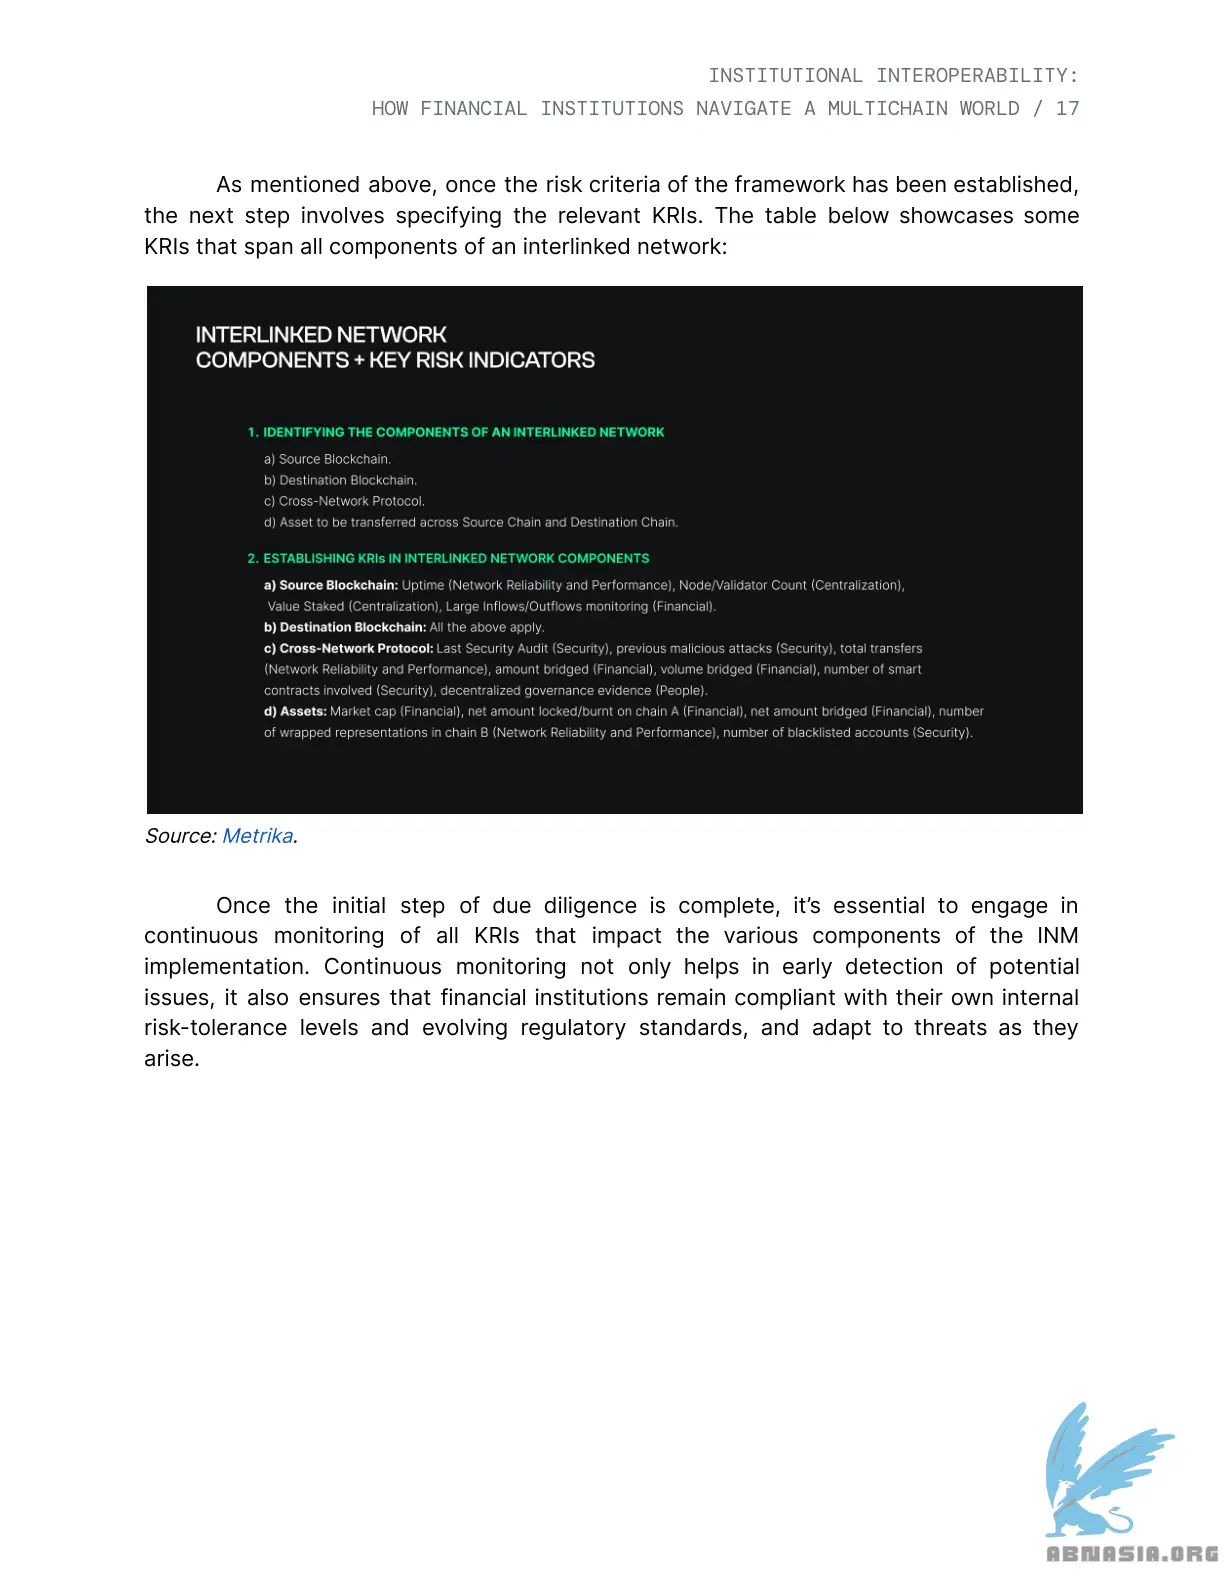 INSTITUTIONAL INTEROPERABILITY:
HOW FINANCIAL INSTITUTIONS NAVIGATE A MULTICHAIN WORLD / 17
As mentioned above, once the risk criteria of the framework has been established,
the next step involves specifying the relevant KRIs. The table below showcases some
KRIs that span all components of an interlinked network:
INTERLINKED NETWORK
COMPONENTS + KEY RISK INDICATORS
1. IDENTIFYING THE COMPONENTS OF AN INTERLINKED NETWORK
a) Source Blockchain.
b) Destination Blockchain.
c) Cross-Network Protocol.
d) Asset to be transferred across Source Chain and Destination Chain.
2. ESTABLISHING KRIs IN INTERLINKED NETWORK COMPONENTS
a) Source Blockchain: Uptime (Network Reliability and Performance), Node/Validator Count (Centralization),
Value Staked (Centralization), Large Inflows/Outflows monitoring (Financial).
b) Destination Blockchain: All the above apply.
c) Cross-Network Protocol: Last Security Audit (Security), previous malicious attacks (Security), total transfers
(Network Reliability and Performance), amount bridged (Financial), volume bridged (Financial), number of smart
contracts involved (Security), decentralized governance evidence (People).
d) Assets: Market cap (Financial), net amount locked/burnt on chain A (Financial), net amount bridged (Financial), number
of wrapped representations in chain B (Network Reliability and Performance), number of blacklisted accounts (Security).
Source: Metrika.
Once the initial step of due diligence is complete, it’s essential to engage in
continuous monitoring of all KRIs that impact the various components of the INM
implementation. Continuous monitoring not only helps in early detection of potential
issues, it also ensures that financial institutions remain compliant with their own internal
risk-tolerance levels and evolving regulatory standards, and adapt to threats as they
arise.
ABNASIA.ORG